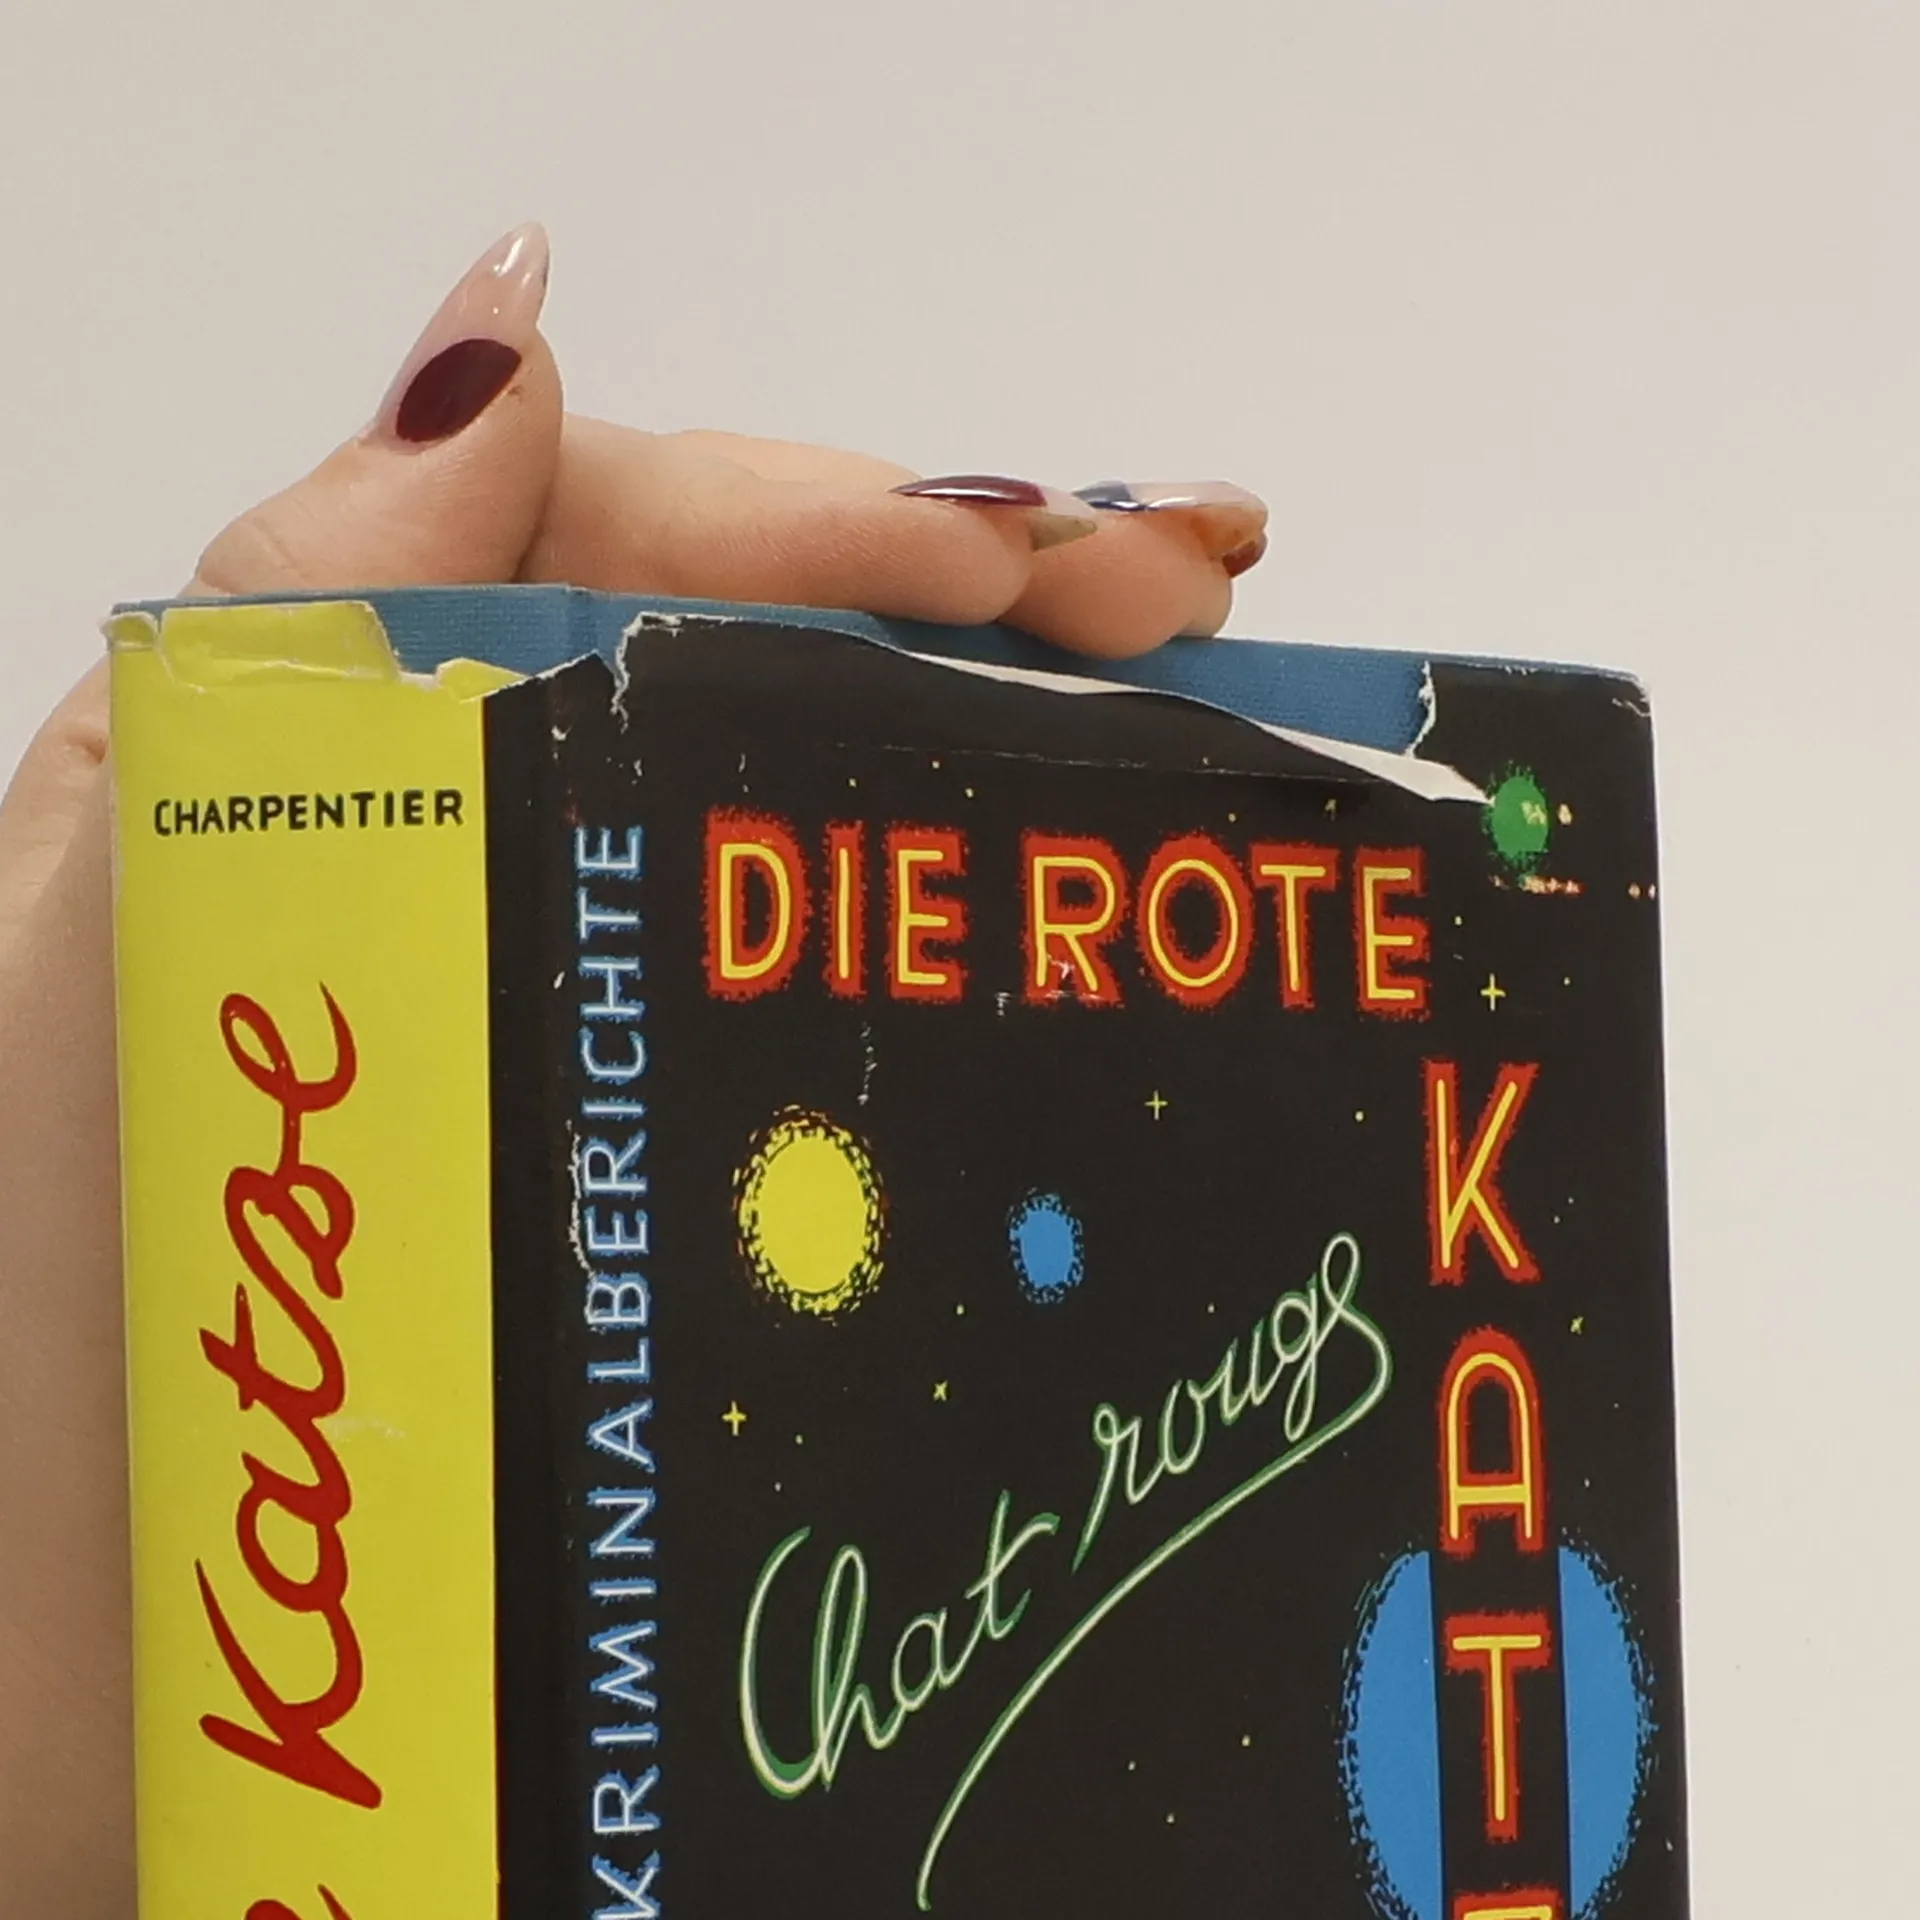 CHARPENTIER
Katze
KRIMINALBERICHTE
DIE ROTE
KAT
Chat rouge